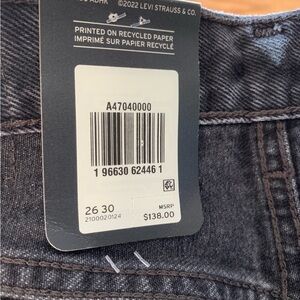 ©2022 LEVI STRAUSS & CO.
PRINTED ON RECYCLED PAPER
IMPRIMÉ SUR PAPIER RECYCLÉ
A47040000
1 96630 62446 1
26 30
2100020124
MSRP
$138.00